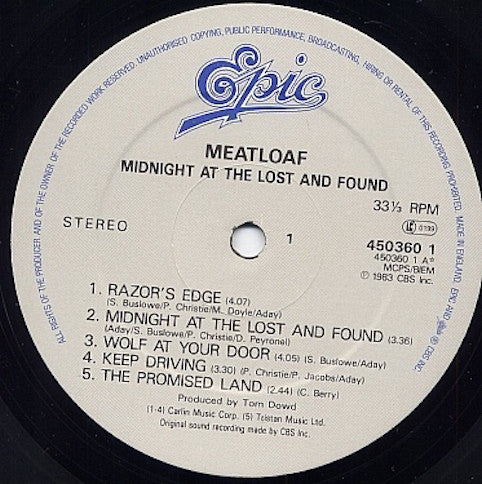 ALL RIGHTS OF THE PRODUCER AND OF THE OWNER OF THE RECORDED WORK RESERVED. UNAUTHORISED COPYING, PUBLIC PERFORMANCE, BROADCASTING, HIRING OR RENTAL OF THIS RECORDING PROHIBITED. MADE IN ENGLAND. EPIC AND CBS INC.
Epic
MEATLOAF
MIDNIGHT AT THE LOST AND FOUND
33⅓ RPM
STEREO
LC 0199
1
450360 1
450360 1 A*
MCPS/BIEM
℗ 1983 CBS Inc.
1. RAZOR'S EDGE (4.07)
(S. Buslowe/P. Christie/M. Doyle/Aday)
2. MIDNIGHT AT THE LOST AND FOUND (3.36)
(Aday/S. Buslowe/P. Christie/D. Peyronel)
3. WOLF AT YOUR DOOR (4.05) (S. Buslowe/Aday)
4. KEEP DRIVING (3.30) (P. Christie/P. Jacobs/Aday)
5. THE PROMISED LAND (2.44) (C. Berry)
Produced by Tom Dowd
(1-4) Carlin Music Corp. (5) Tristan Music Ltd.
Original sound recording made by CBS Inc.